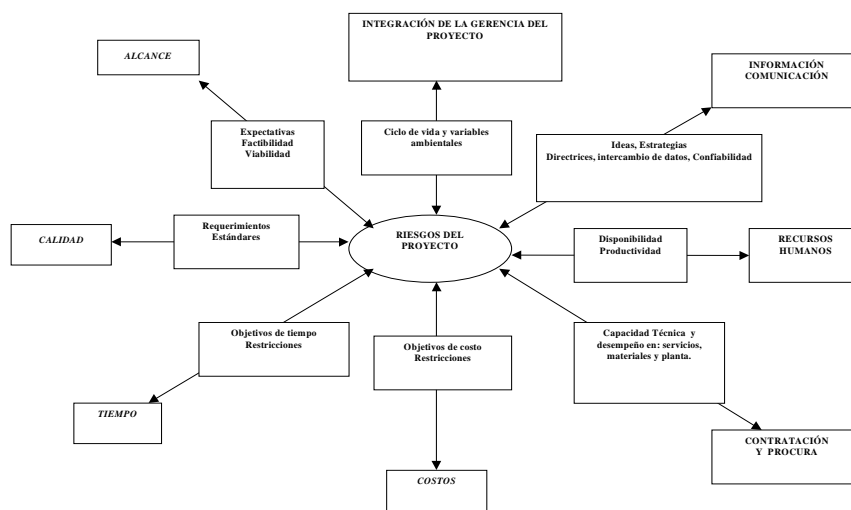 INTEGRACIÓN DE LA GERENCIA DEL
PROYECTO
ALCANCE
INFORMACIÓN
COMUNICACIÓN
Expectativas
Factibilidad
Viabilidad
Ciclo de vida y variables
ambientales
Ideas, Estrategias
Directrices, intercambio de datos, Confiabilidad
CALIDAD
Requerimientos
Estándares
RIESGOS DEL
PROYECTO
Disponibilidad
Productividad
RECURSOS
HUMANOS
Objetivos de tiempo
Restricciones
Objetivos de costo
Restricciones
Capacidad Técnica y
desempeño en: servicios,
materiales y planta.
TIEMPO
CONTRATACIÓN
Y PROCURA
COSTOS